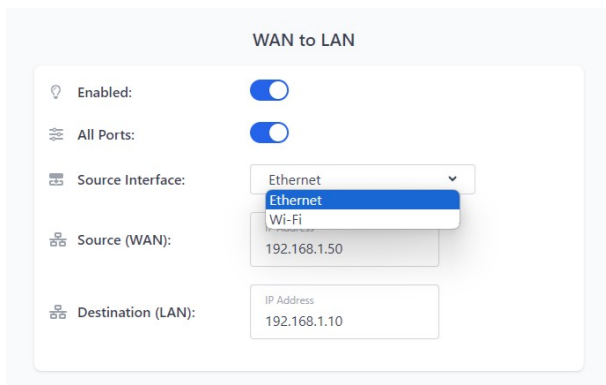 WAN to LAN
Enabled:
All Ports:
Source Interface:
Ethernet
Ethernet
Wi-Fi
Source (WAN):
IP Address
192.168.1.50
Destination (LAN):
IP Address
192.168.1.10